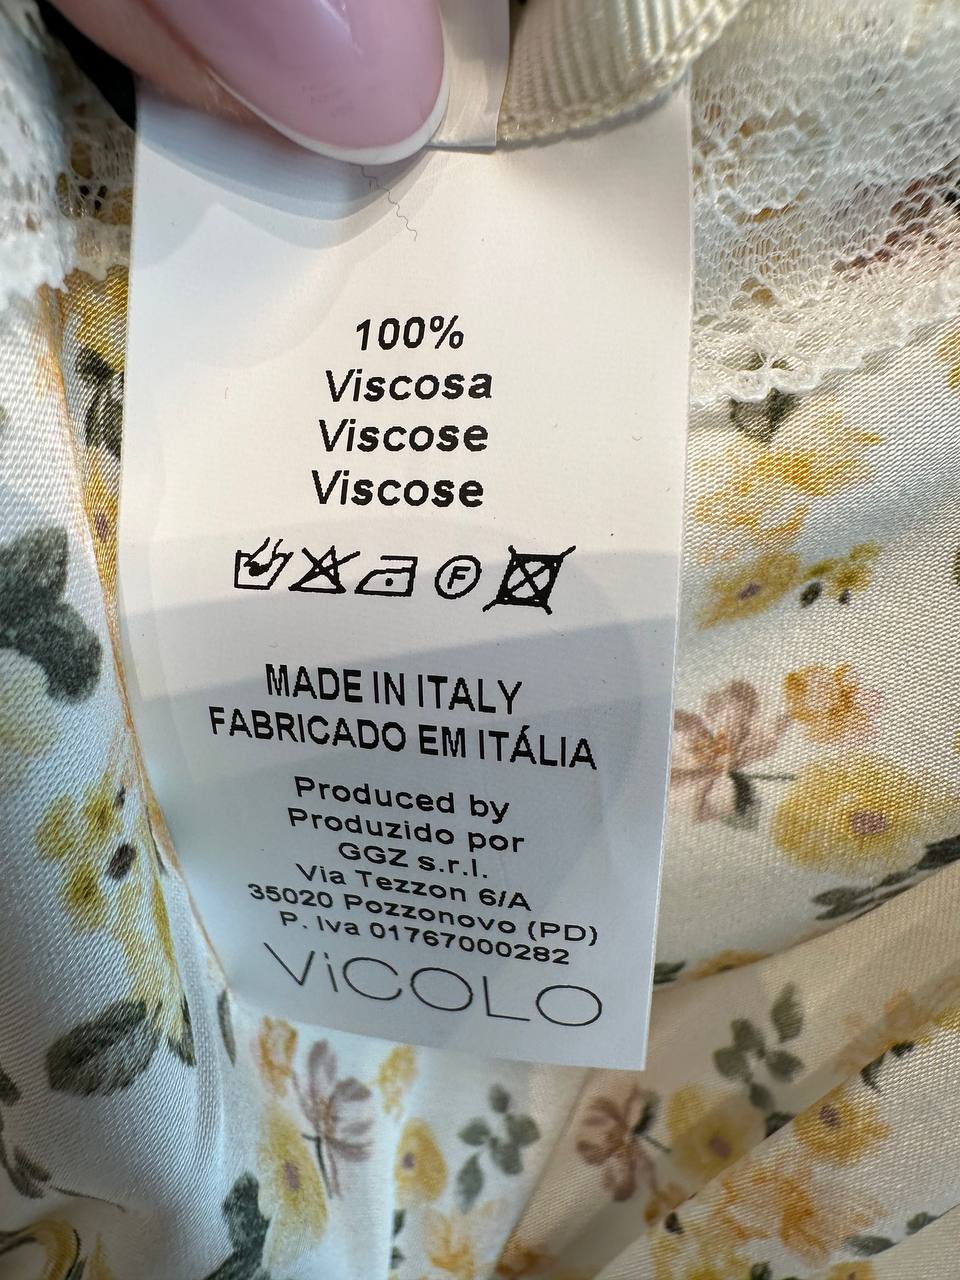 100%
Viscosa
Viscose
Viscose
F
MADE IN ITALY
FABRICADO EM ITÁLIA
Produced by
Produzido por
GGZ s.r.l.
Via Tezzon 6/A
35020 Pozzonovo (PD)
P. Iva 01767000282
ViCOLO